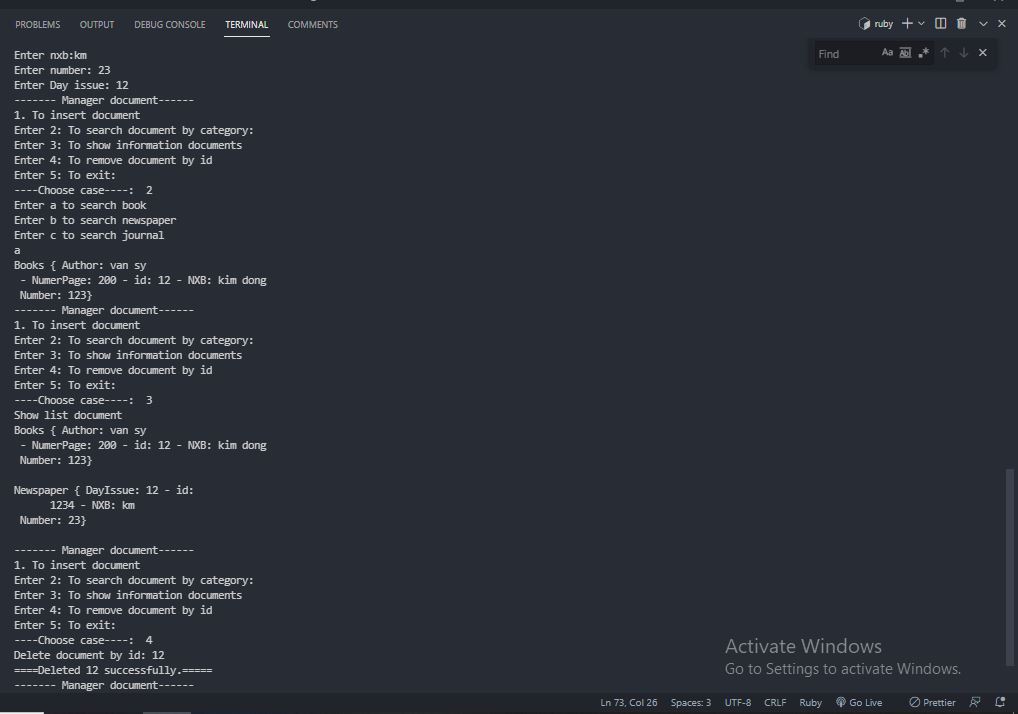 PROBLEMS OUTPUT DEBUG CONSOLE TERMINAL COMMENTS ruby
Find Aa Abl .*
Enter nxb:km
Enter number: 23
Enter Day issue: 12
------- Manager document------
1. To insert document
Enter 2: To search document by category:
Enter 3: To show information documents
Enter 4: To remove document by id
Enter 5: To exit:
----Choose case----:  2
Enter a to search book
Enter b to search newspaper
Enter c to search journal
a
Books { Author: van sy
 - NumerPage: 200 - id: 12 - NXB: kim dong
 Number: 123}
------- Manager document------
1. To insert document
Enter 2: To search document by category:
Enter 3: To show information documents
Enter 4: To remove document by id
Enter 5: To exit:
----Choose case----:  3
Show list document
Books { Author: van sy
 - NumerPage: 200 - id: 12 - NXB: kim dong
 Number: 123}
Newspaper { DayIssue: 12 - id:
      1234 - NXB: km
 Number: 23}
------- Manager document------
1. To insert document
Enter 2: To search document by category:
Enter 3: To show information documents
Enter 4: To remove document by id
Enter 5: To exit:
----Choose case----:  4
Delete document by id: 12
====Deleted 12 successfully.=====
------- Manager document------
Activate Windows
Go to Settings to activate Windows.
Ln 73, Col 26 Spaces: 3 UTF-8 CRLF Ruby Go Live Prettier